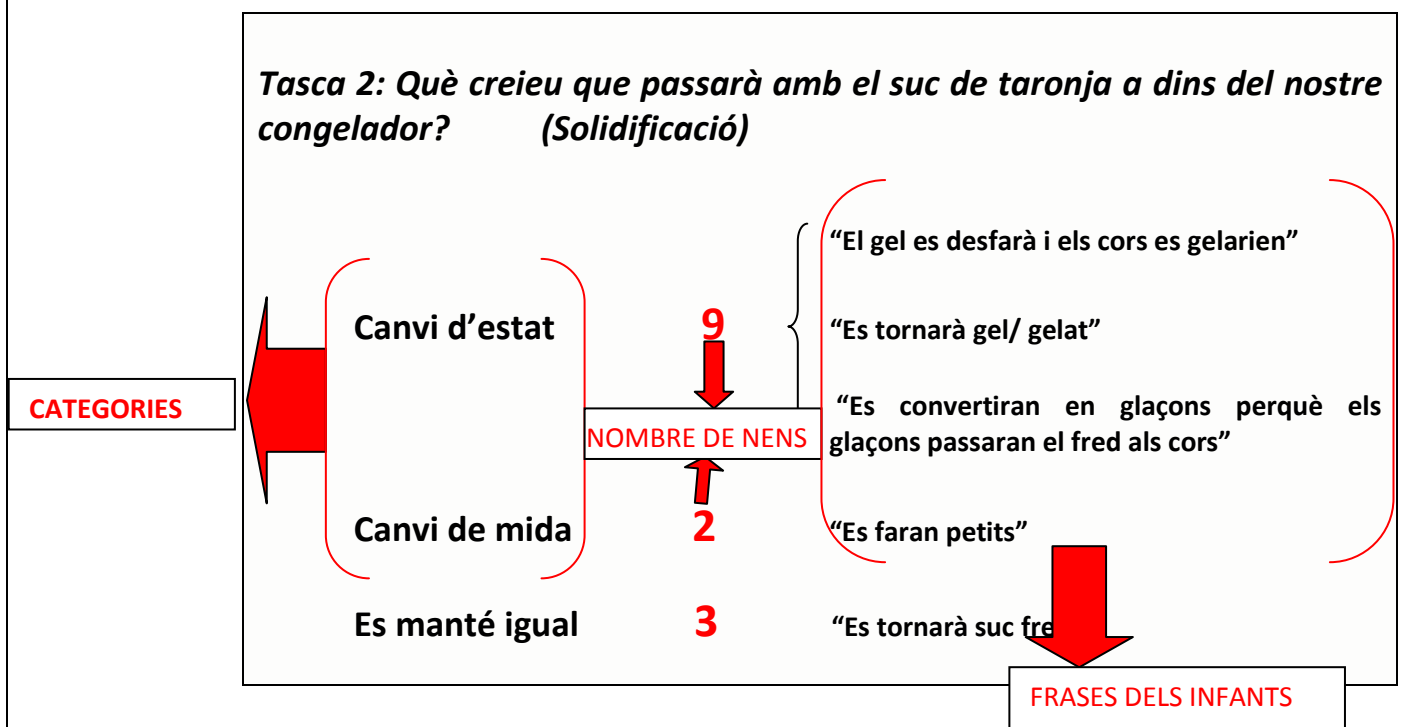 Tasca 2: Què creieu que passarà amb el suc de taronja a dins del nostre
congelador? (Solidificació)
“El gel es desfarà i els cors es gelarien”
Canvi d’estat 9 “Es tornarà gel/ gelat”
CATEGORIES
NOMBRE DE NENS
“Es convertiran en glaçons perquè els
glaçons passaran el fred als cors”
Canvi de mida 2 “Es faran petits”
Es manté igual 3 “Es tornarà suc
FRASES DELS INFANTS